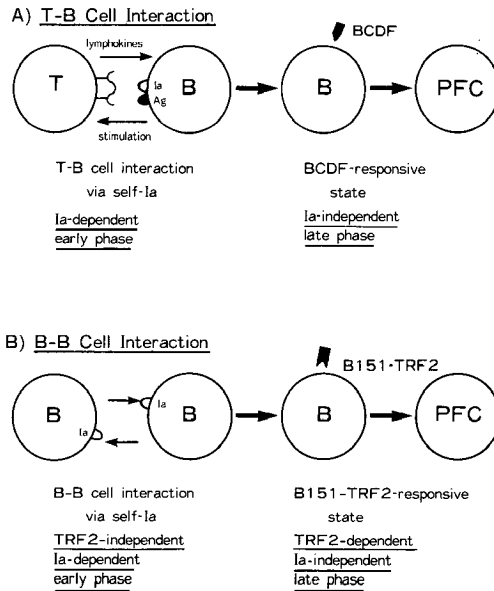 A) T-B Cell Interaction
BCDF
lymphokines
T
Ia
Ag
B
B
PFC
stimulation
T-B cell interaction
via self-Ia
Ia-dependent
early phase
BCDF-responsive
state
Ia-independent
late phase
B) B-B Cell Interaction
B151·TRF2
B
Ia
Ia
B
B
PFC
B-B cell interaction
via self-Ia
TRF2-independent
Ia-dependent
early phase
B151-TRF2-responsive
state
TRF2-dependent
Ia-independent
late phase